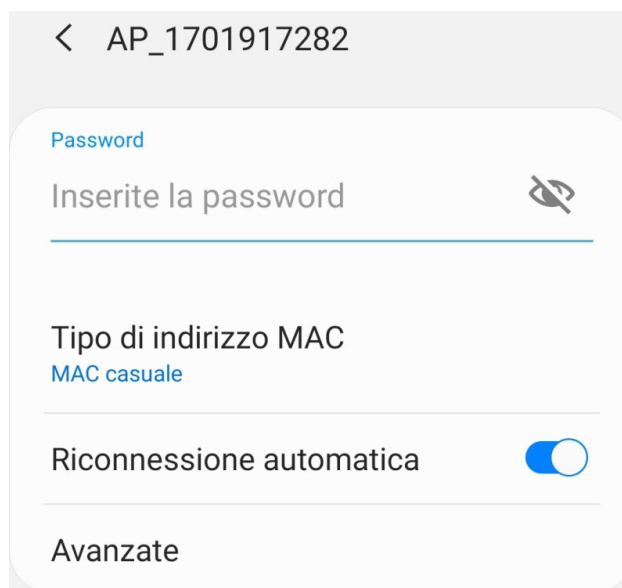 AP_1701917282
Password
Inserite la password
Tipo di indirizzo MAC
MAC casuale
Riconnessione automatica
Avanzate